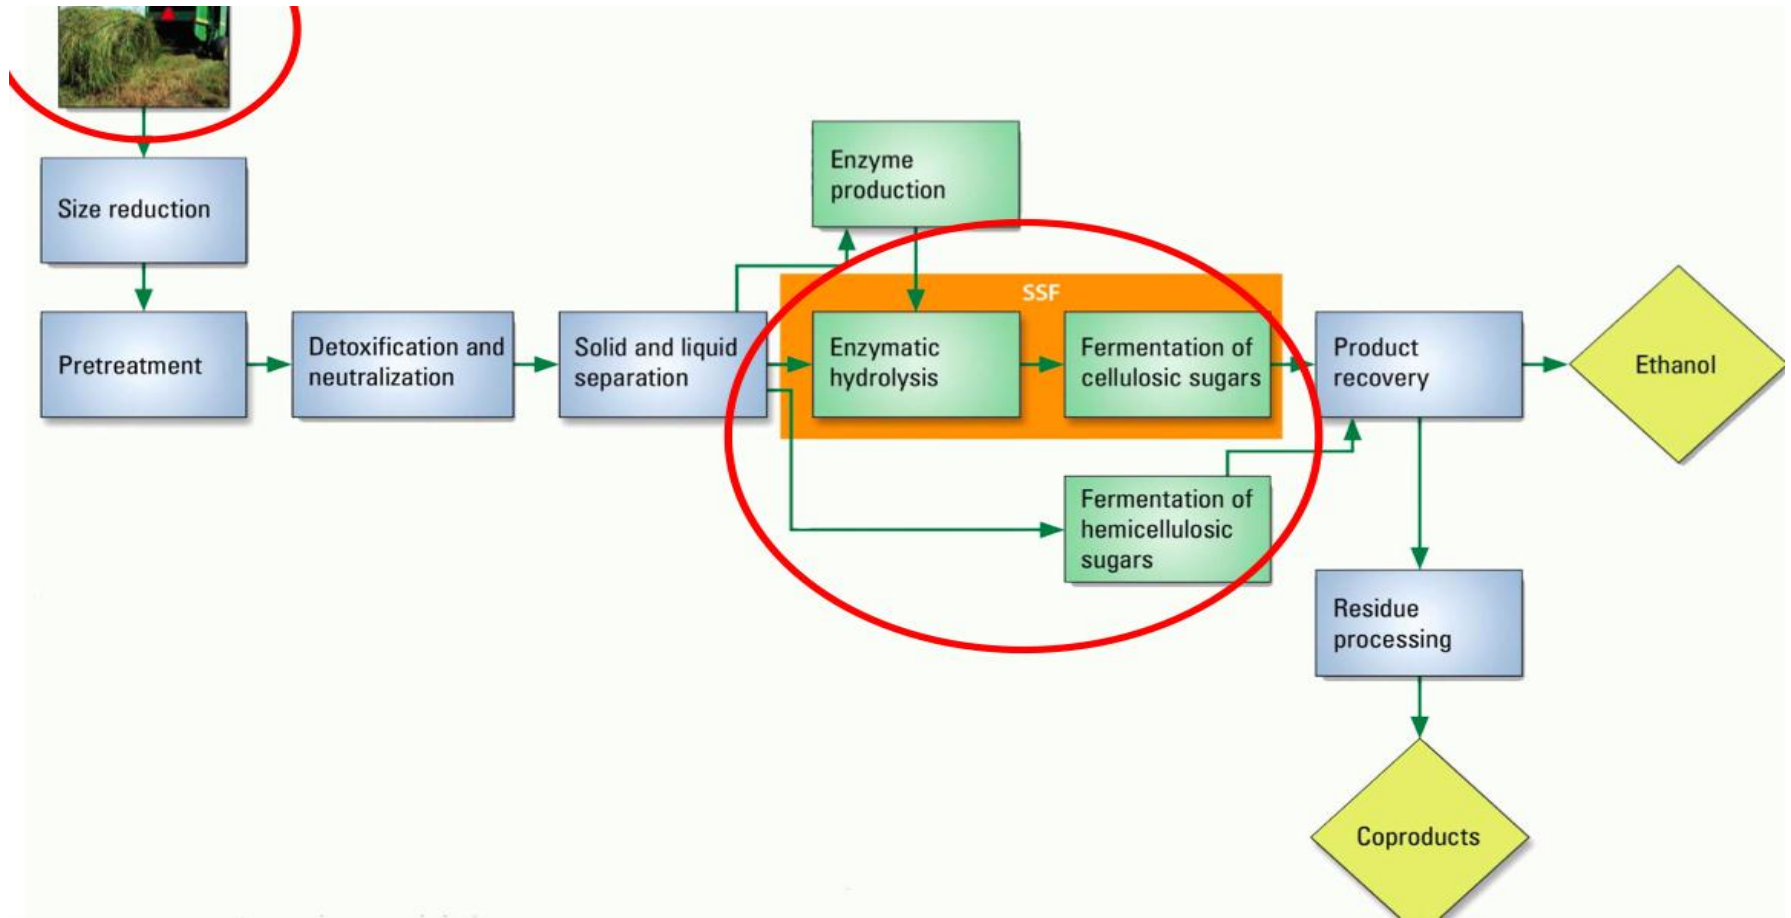 Enzyme
production
Size reduction
SSF
Pretreatment
Detoxification and
neutralization
Solid and liquid
separation
Enzymatic
hydrolysis
Fermentation of
cellulosic sugars
Product
recovery
Ethanol
Fermentation of
hemicellulosic
sugars
Residue
processing
Coproducts